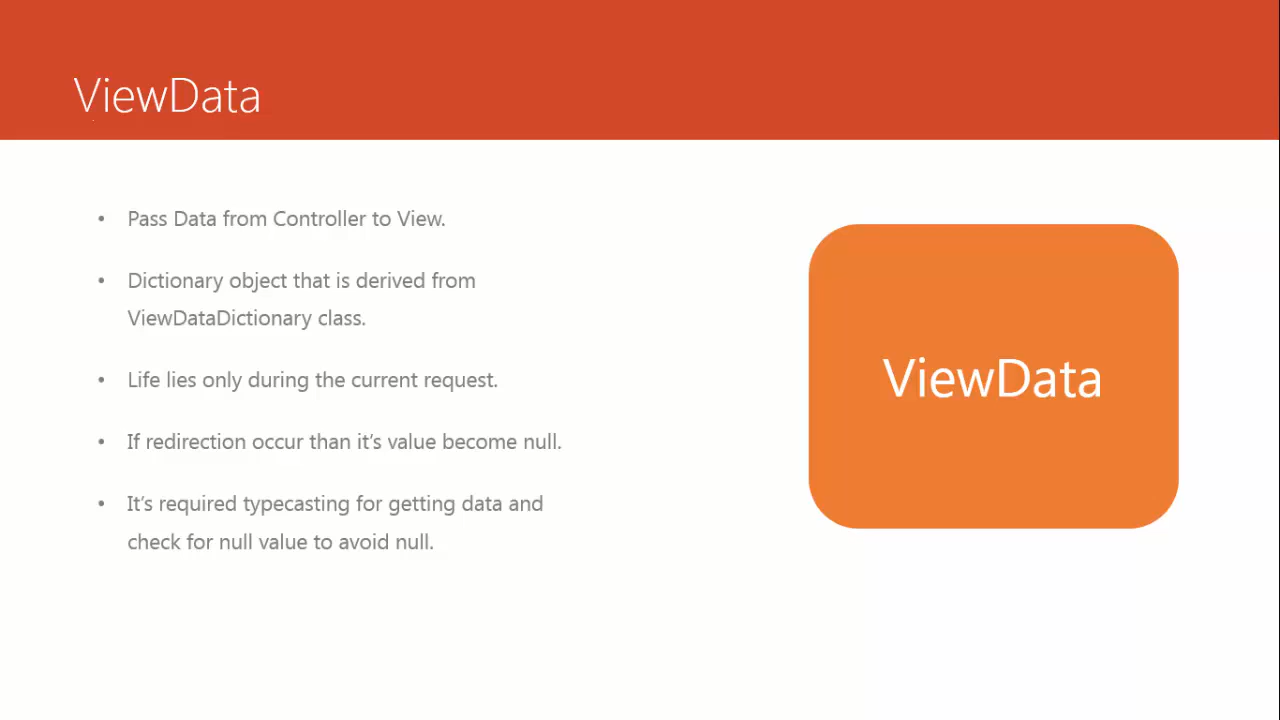 ViewData
• Pass Data from Controller to View.
• Dictionary object that is derived from
ViewDataDictionary class.
• Life lies only during the current request.
• If redirection occur than it's value become null.
• It's required typecasting for getting data and
check for null value to avoid null.
ViewData